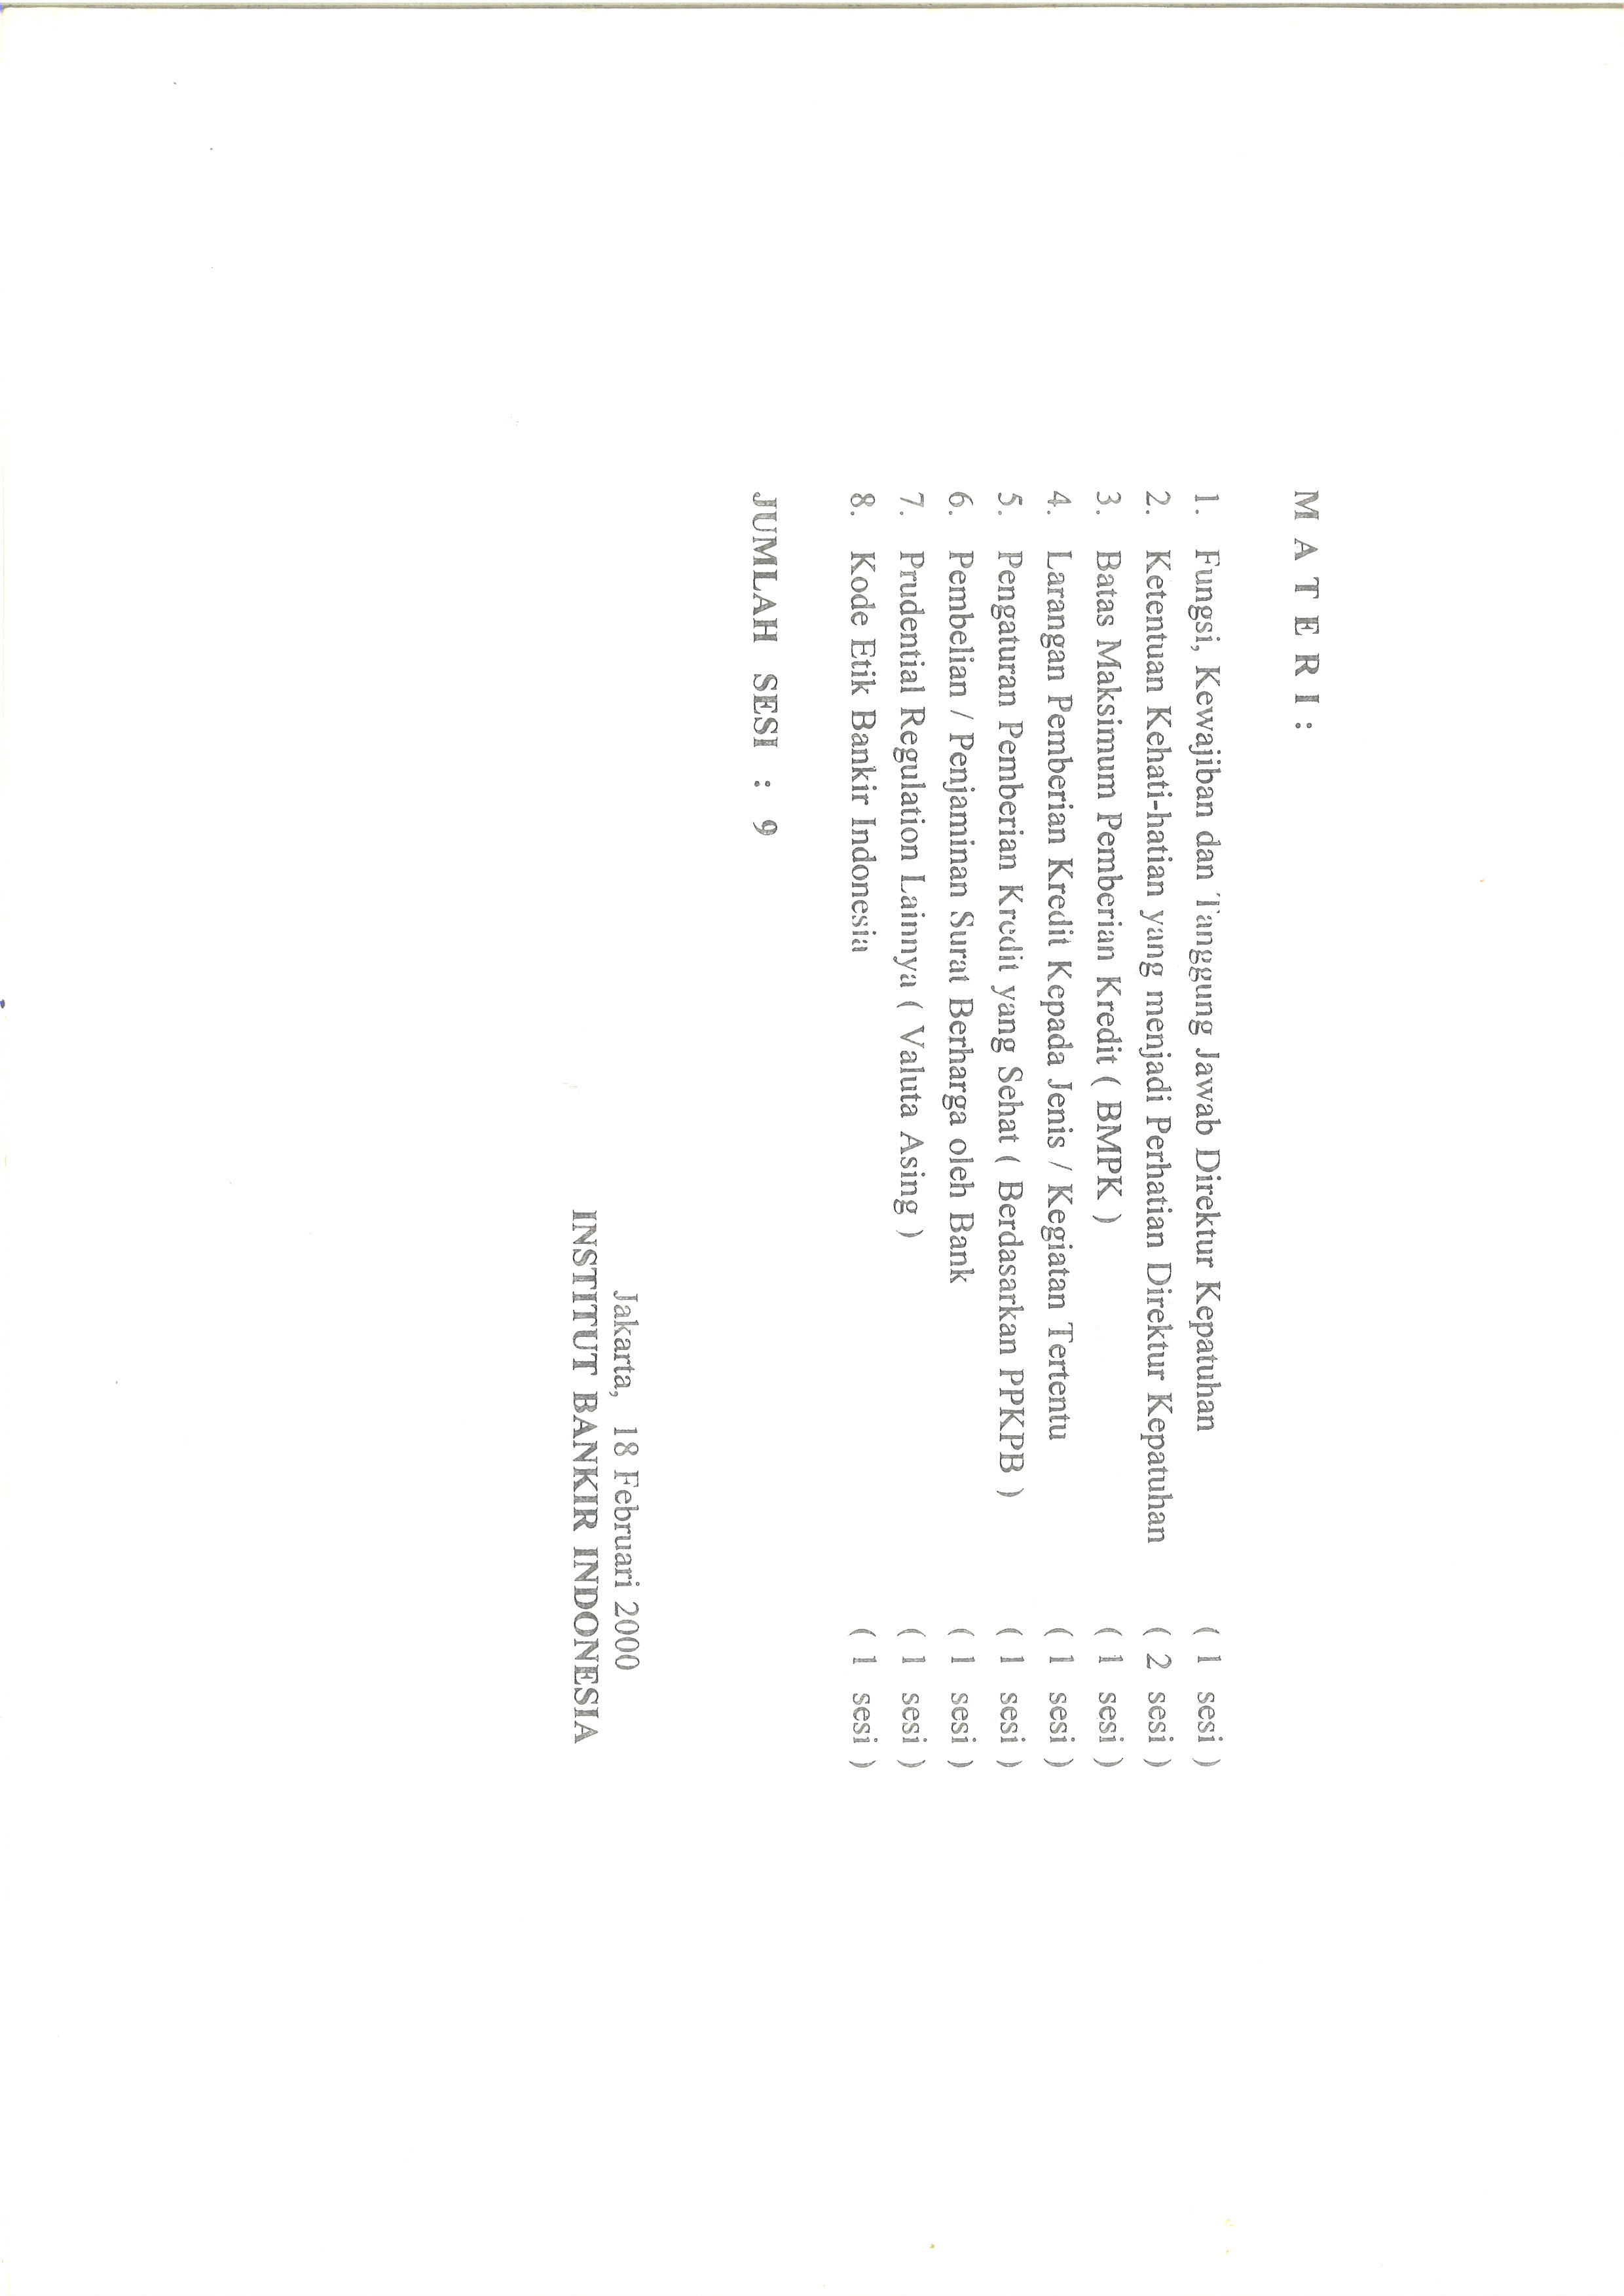 M A T E R I :
1. Fungsi, Kewajiban dan Tanggung Jawab Direktur Kepatuhan ( 1 sesi )
2. Ketentuan Kehati-hatian yang menjadi Perhatian Direktur Kepatuhan ( 2 sesi )
3. Batas Maksimum Pemberian Kredit ( BMPK ) ( 1 sesi )
4. Larangan Pemberian Kredit Kepada Jenis / Kegiatan Tertentu ( 1 sesi )
5. Pengaturan Pemberian Kredit yang Sehat ( Berdasarkan PPKPB ) ( 1 sesi )
6. Pembelian / Penjaminan Surat Berharga oleh Bank ( 1 sesi )
7. Prudential Regulation Lainnya ( Valuta Asing ) ( 1 sesi )
8. Kode Etik Bankir Indonesia ( 1 sesi )
JUMLAH SESI : 9
Jakarta, 18 Februari 2000
INSTITUT BANKIR INDONESIA